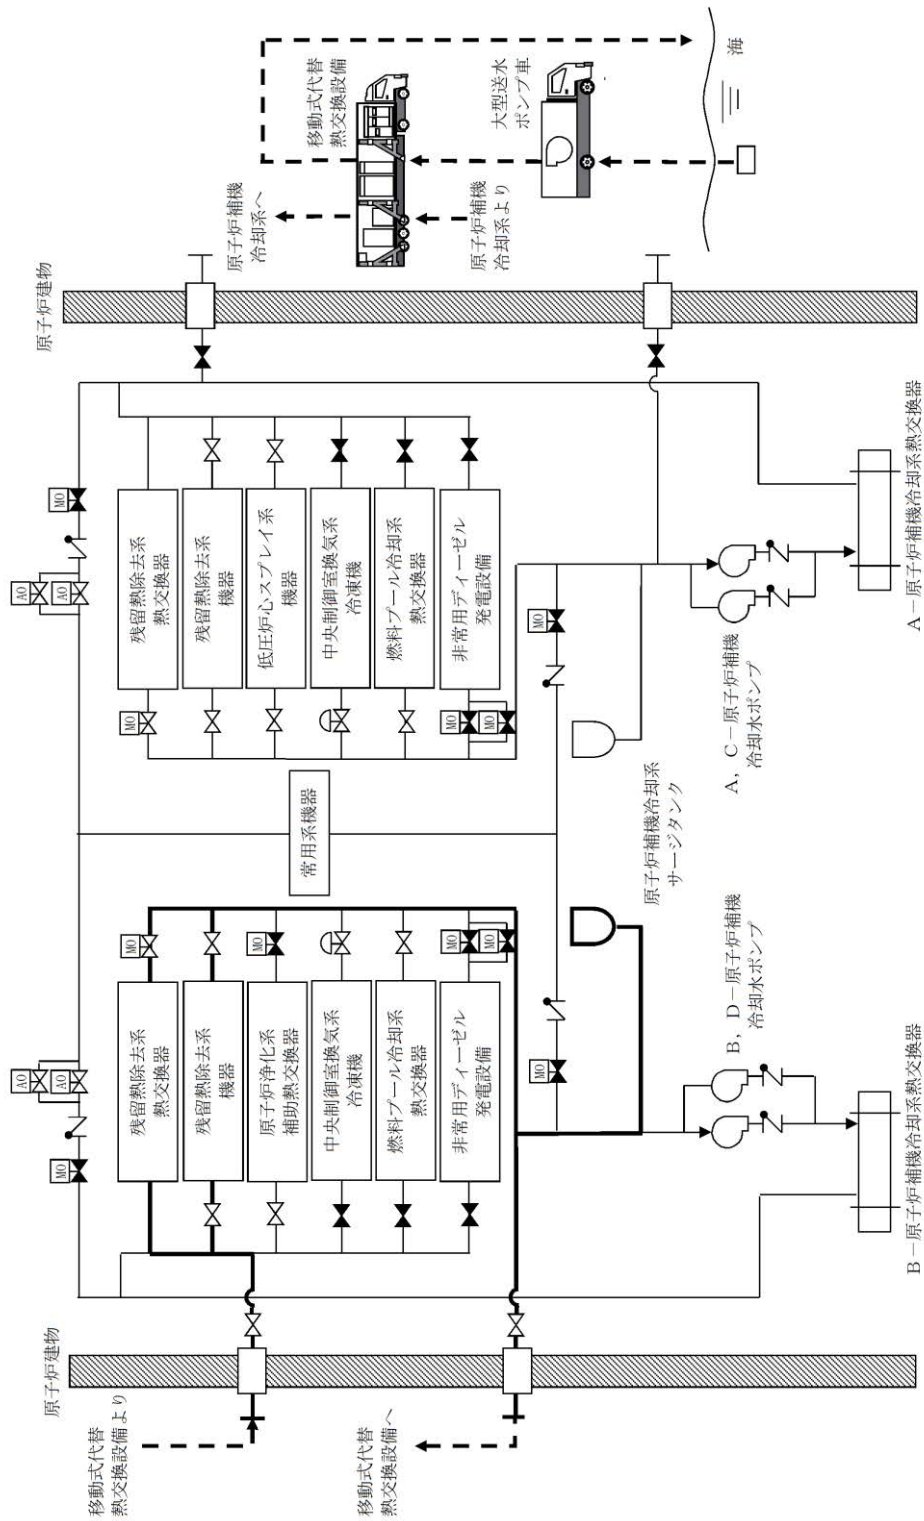 原子炉建物
移動式代替
熱交換設備より
移動式代替
熱交換設備へ
MO
AO
AO
残留熱除去系
熱交換器
MO
残留熱除去系
機器
原子炉浄化系
補助熱交換器
MO
中央制御室換気系
冷凍機
燃料プール冷却系
熱交換器
非常用ディーゼル
発電設備
MO
MO
MO
B,D－原子炉補機
冷却水ポンプ
B－原子炉補機冷却系熱交換器
常用系機器
原子炉補機冷却系
サージタンク
AO
AO
MO
MO
残留熱除去系
熱交換器
残留熱除去系
機器
低圧炉心スプレイ系
機器
中央制御室換気系
冷凍機
燃料プール冷却系
熱交換器
MO
MO
非常用ディーゼル
発電設備
MO
A,C－原子炉補機
冷却水ポンプ
A－原子炉補機冷却系熱交換器
原子炉建物
原子炉補機
冷却系へ
移動式代替
熱交換設備
原子炉補機
冷却系より
大型送水
ポンプ車
海